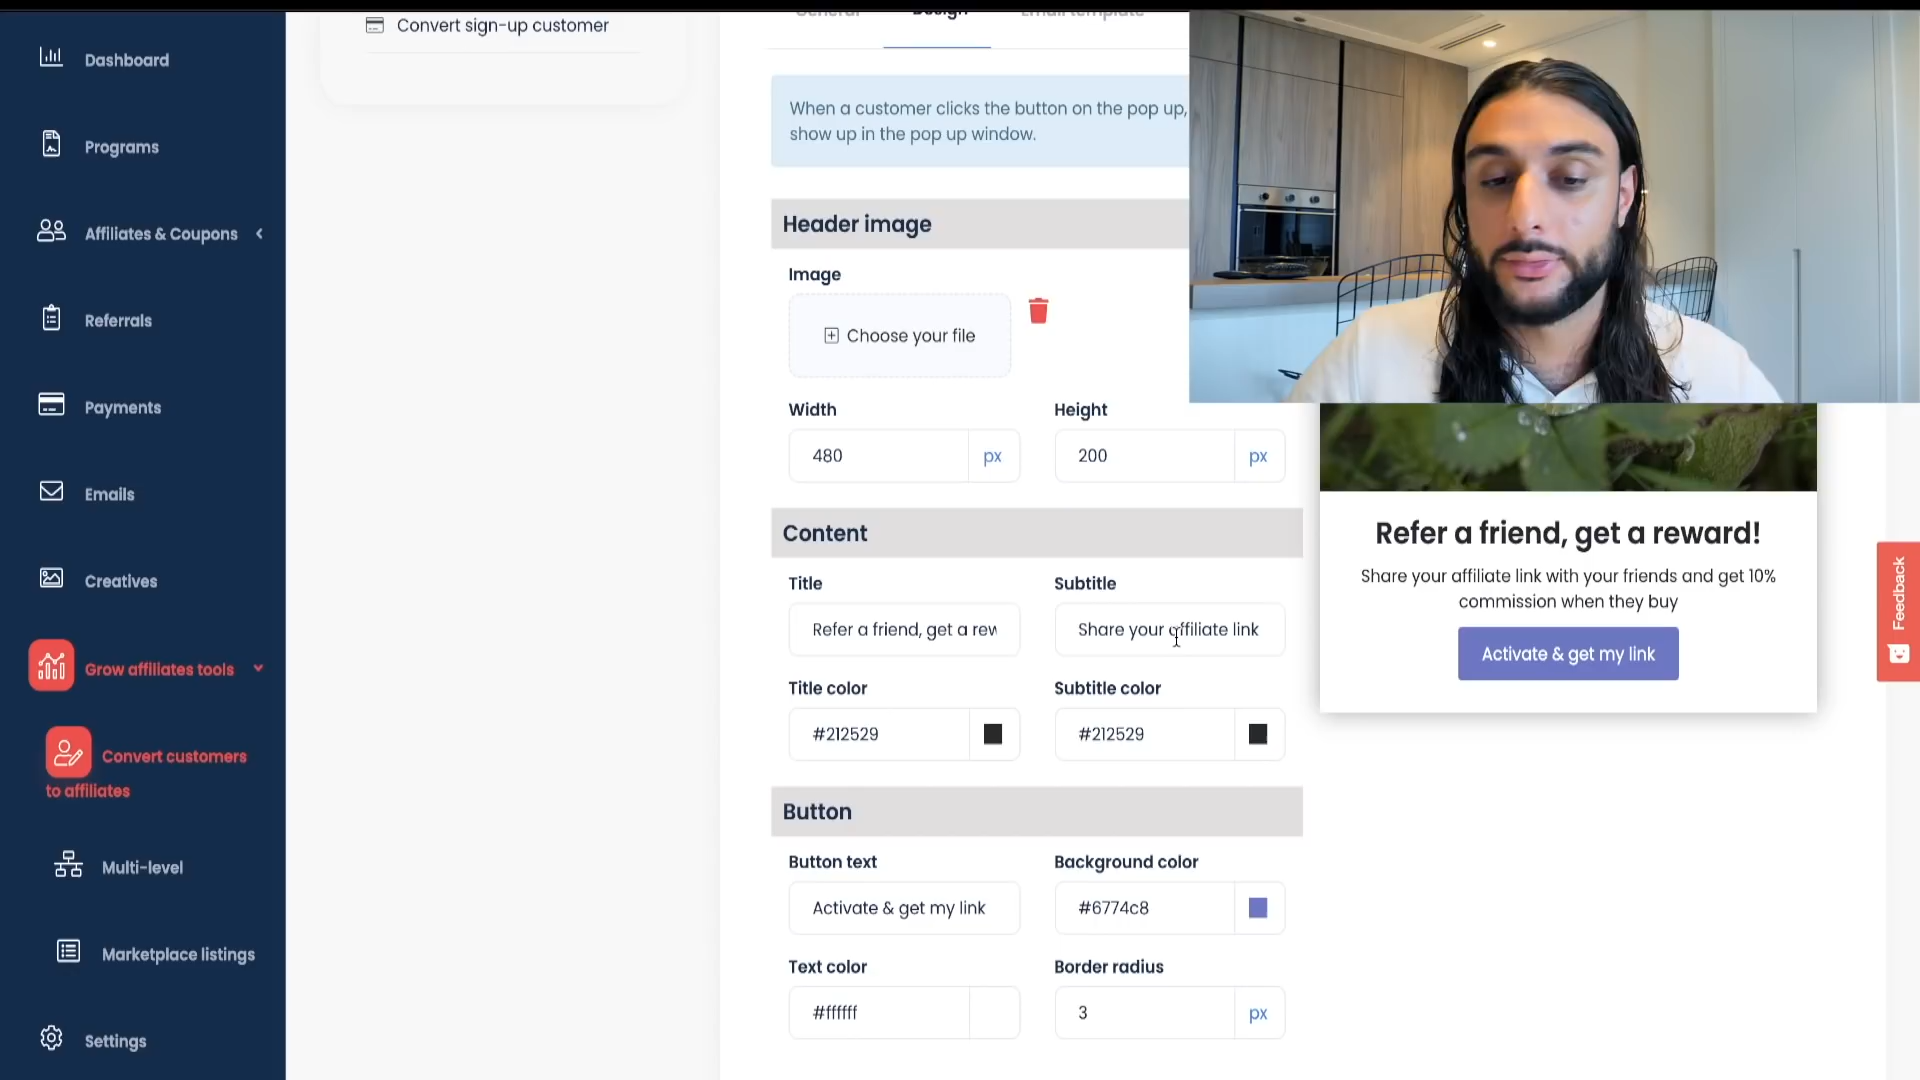 Convert sign-up customer
General
Design
Email template
Dashboard
Programs
Affiliates & Coupons
Referrals
Payments
Emails
Creatives
Grow affiliates tools
Convert customers
to affiliates
Multi-level
Marketplace listings
Settings
When a customer clicks the button on the pop up,
show up in the pop up window.
Header image
Image
Choose your file
Width
Height
480
px
200
px
Content
Title
Subtitle
Refer a friend, get a rew
Share your affiliate link
Title color
Subtitle color
#212529
#212529
Button
Button text
Background color
Activate & get my link
#6774c8
Text color
Border radius
#ffffff
3
px
Refer a friend, get a reward!
Share your affiliate link with your friends and get 10%
commission when they buy
Activate & get my link
Feedback